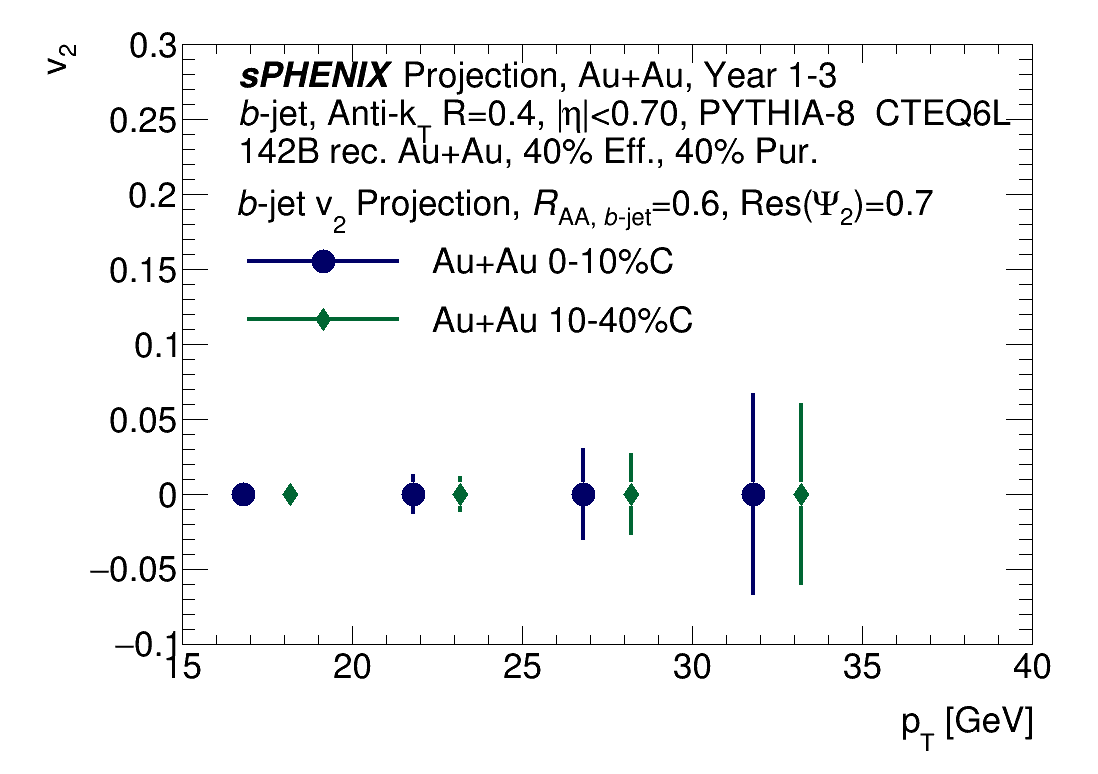 v2
0.3
0.25
0.2
0.15
0.1
0.05
0
−0.05
−0.1
sPHENIX Projection, Au+Au, Year 1-3
b-jet, Anti-kT R=0.4, |η|<0.70, PYTHIA-8 CTEQ6L
142B rec. Au+Au, 40% Eff., 40% Pur.
b-jet v2 Projection, RAA, b-jet=0.6, Res(Ψ2)=0.7
Au+Au 0-10%C
Au+Au 10-40%C
15 20 25 30 35 40
pT [GeV]